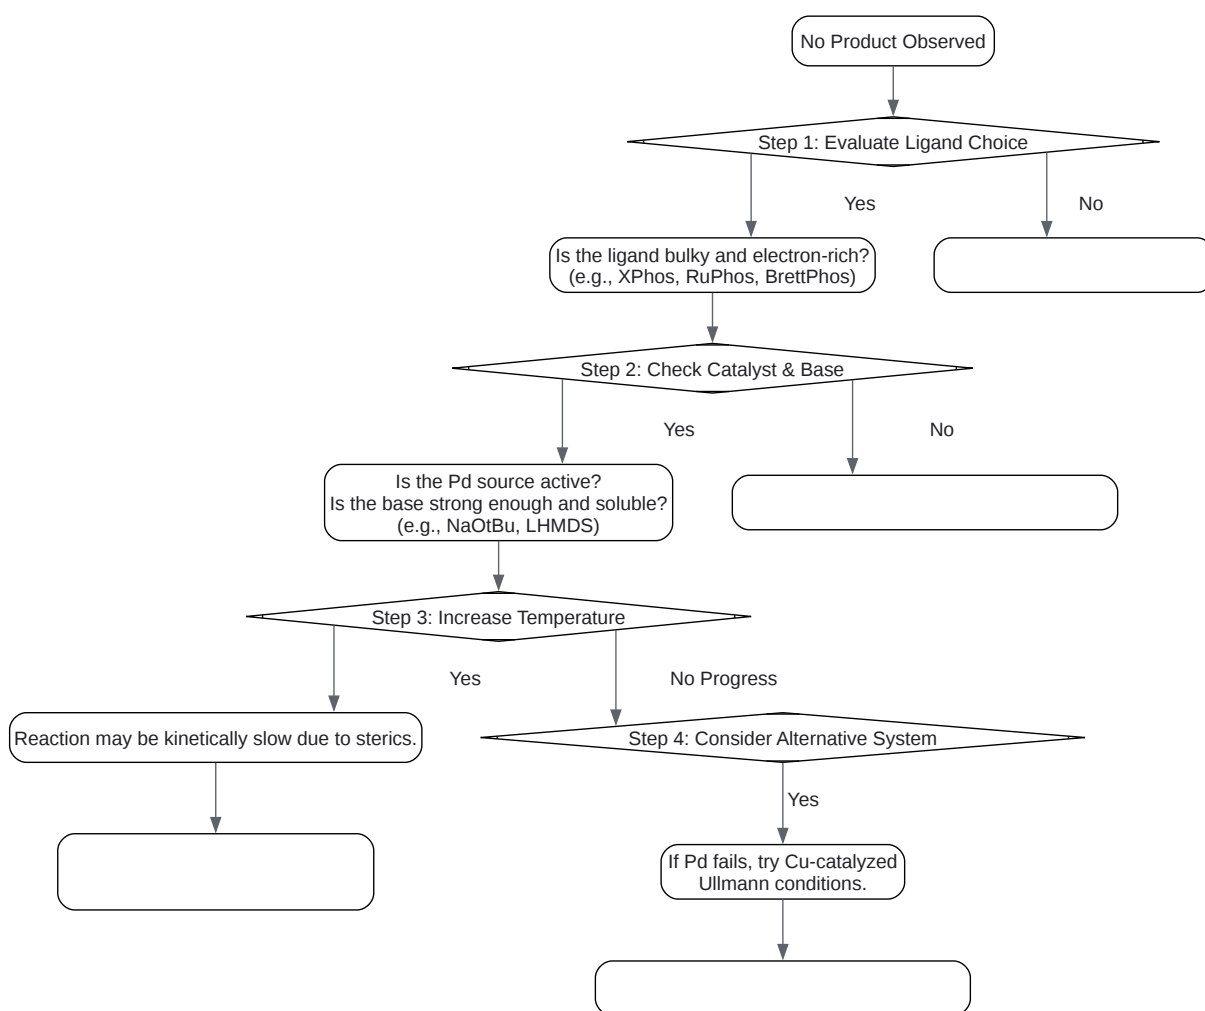 No Product Observed
Step 1: Evaluate Ligand Choice
Yes
No
Is the ligand bulky and electron-rich?
(e.g., XPhos, RuPhos, BrettPhos)
Step 2: Check Catalyst & Base
Yes
No
Is the Pd source active?
Is the base strong enough and soluble?
(e.g., NaOtBu, LHMDS)
Step 3: Increase Temperature
Yes
No Progress
Reaction may be kinetically slow due to sterics.
Step 4: Consider Alternative System
Yes
If Pd fails, try Cu-catalyzed
Ullmann conditions.